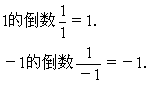 1的倒数 1/1 = 1.
－1的倒数 1/－1 = －1.